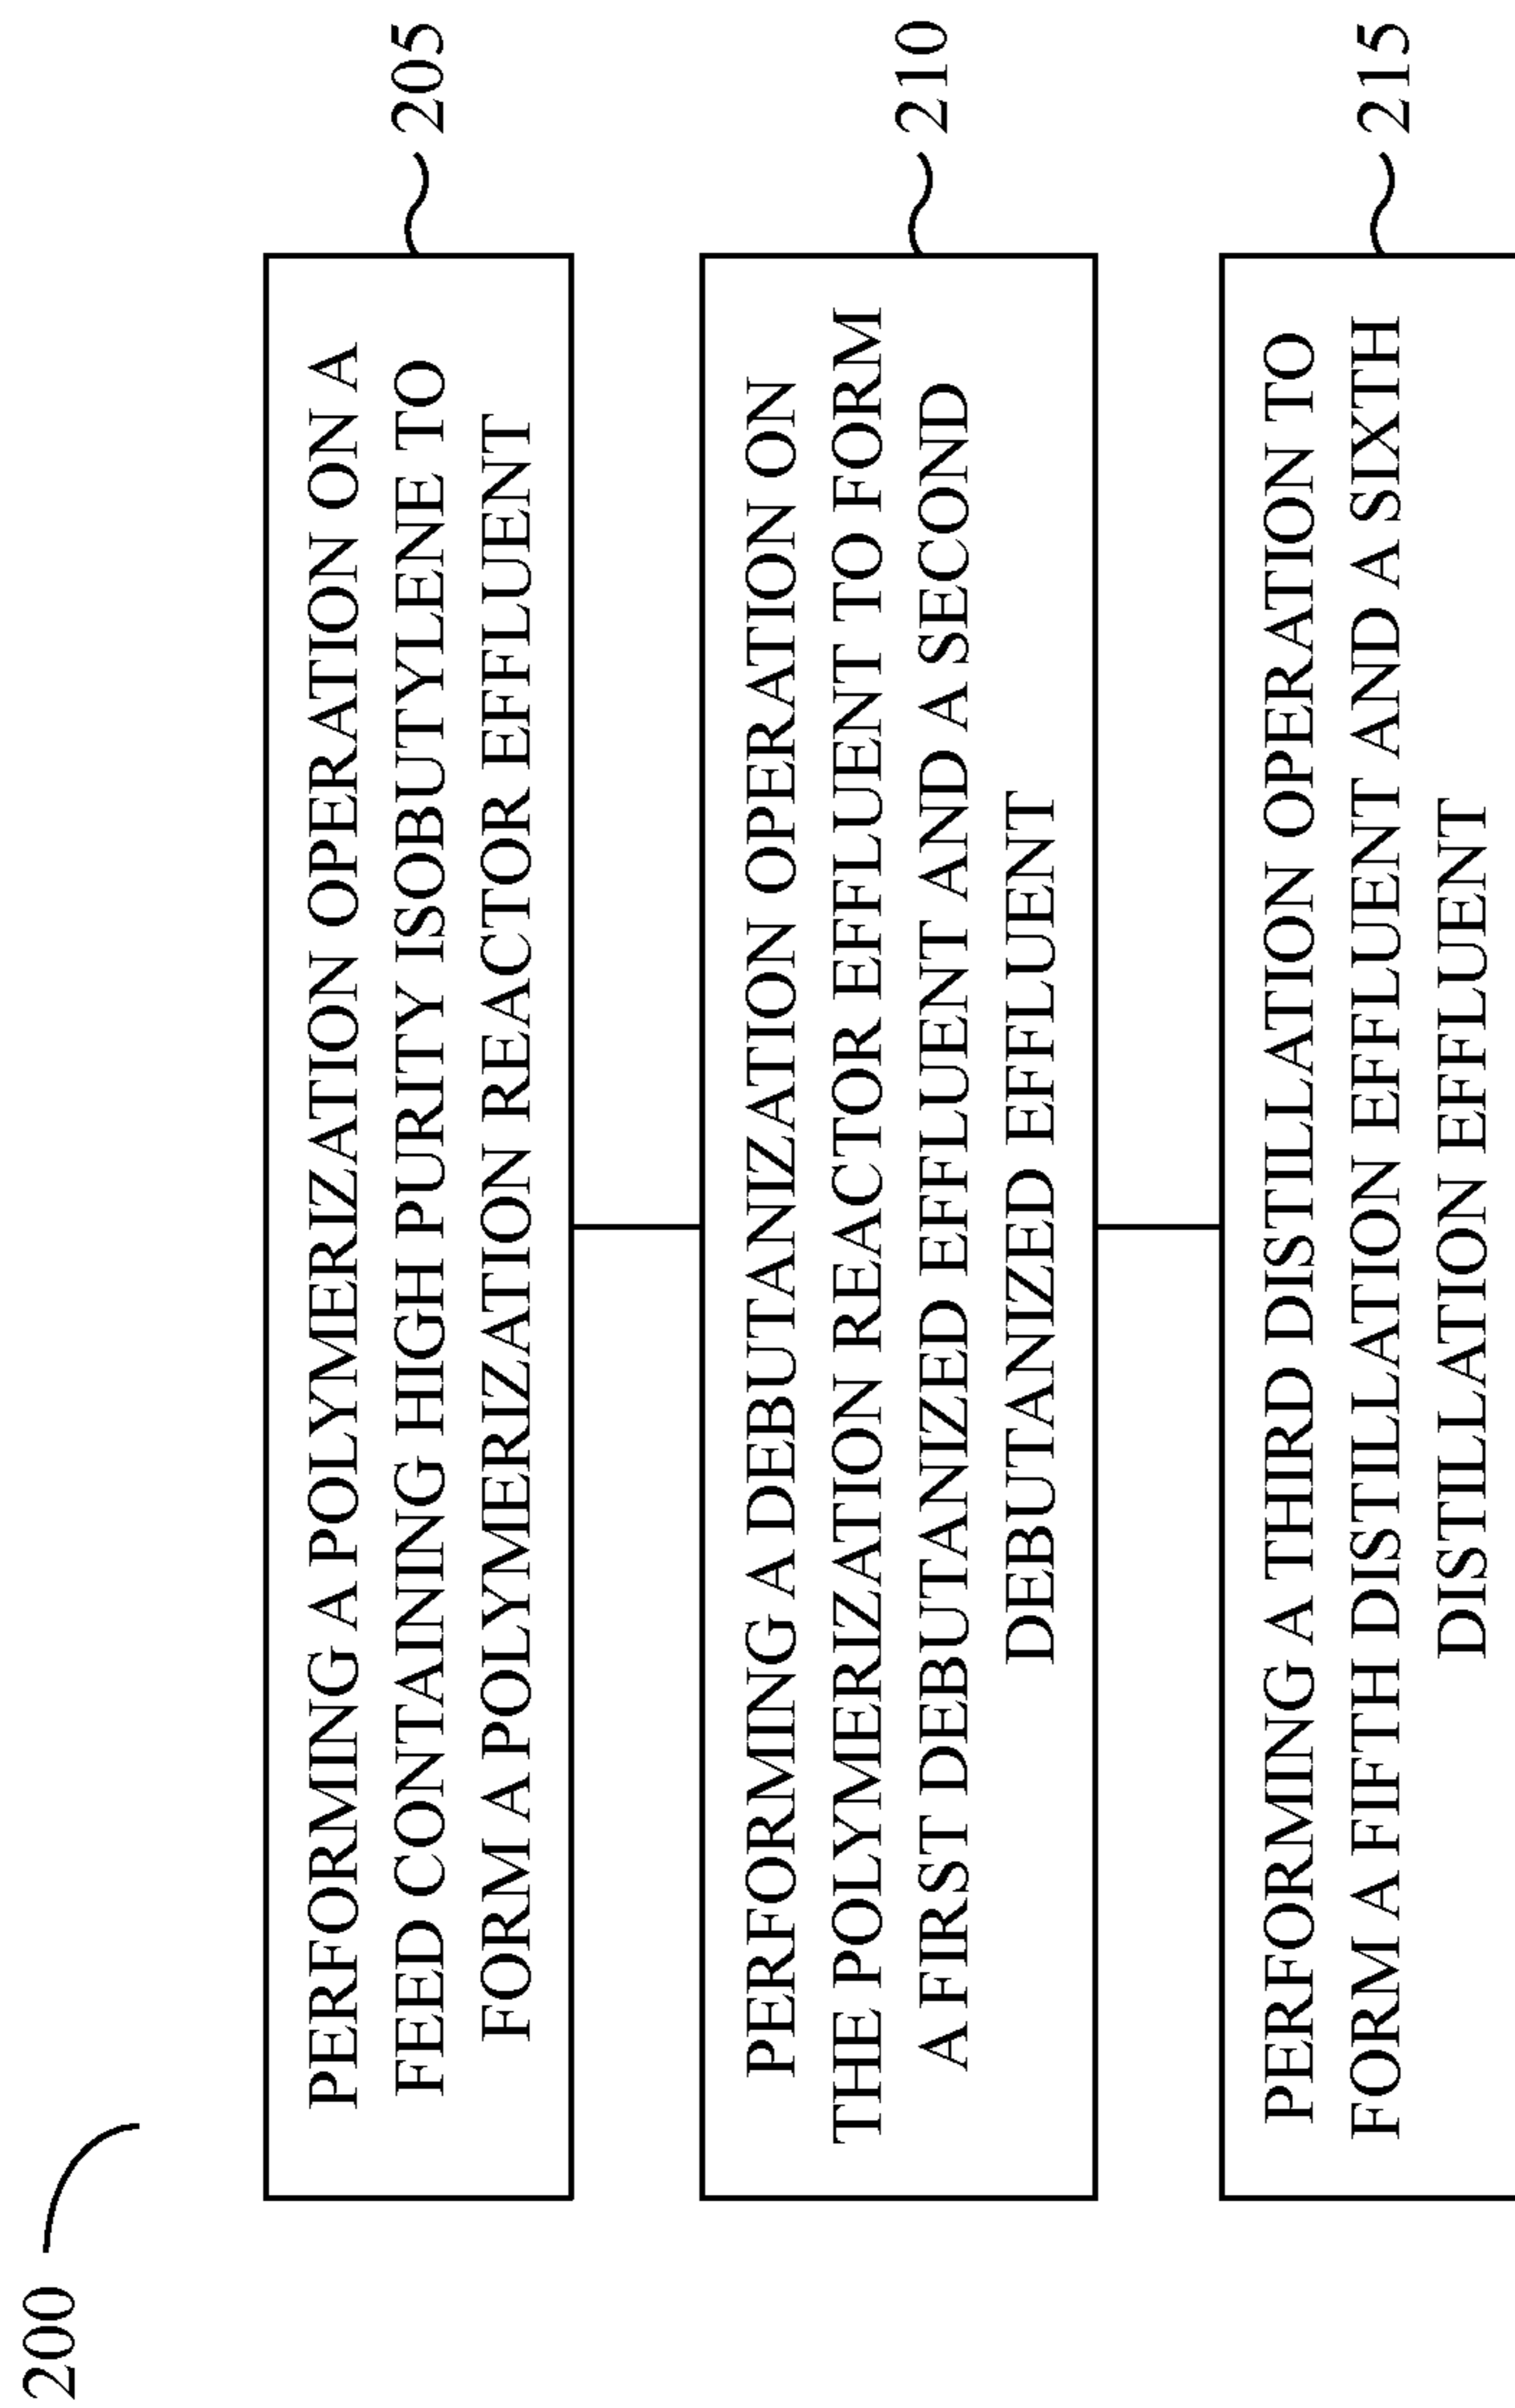 200
PERFORMING A POLYMERIZATION OPERATION ON A
FEED CONTAINING HIGH PURITY ISOBUTYLENE TO
FORM A POLYMERIZATION REACTOR EFFLUENT
205
PERFORMING A DEBUTANIZATION OPERATION ON
THE POLYMERIZATION REACTOR EFFLUENT TO FORM
A FIRST DEBUTANIZED EFFLUENT AND A SECOND
DEBUTANIZED EFFLUENT
210
PERFORMING A THIRD DISTILLATION OPERATION TO
FORM A FIFTH DISTILLATION EFFLUENT AND A SIXTH
DISTILLATION EFFLUENT
215